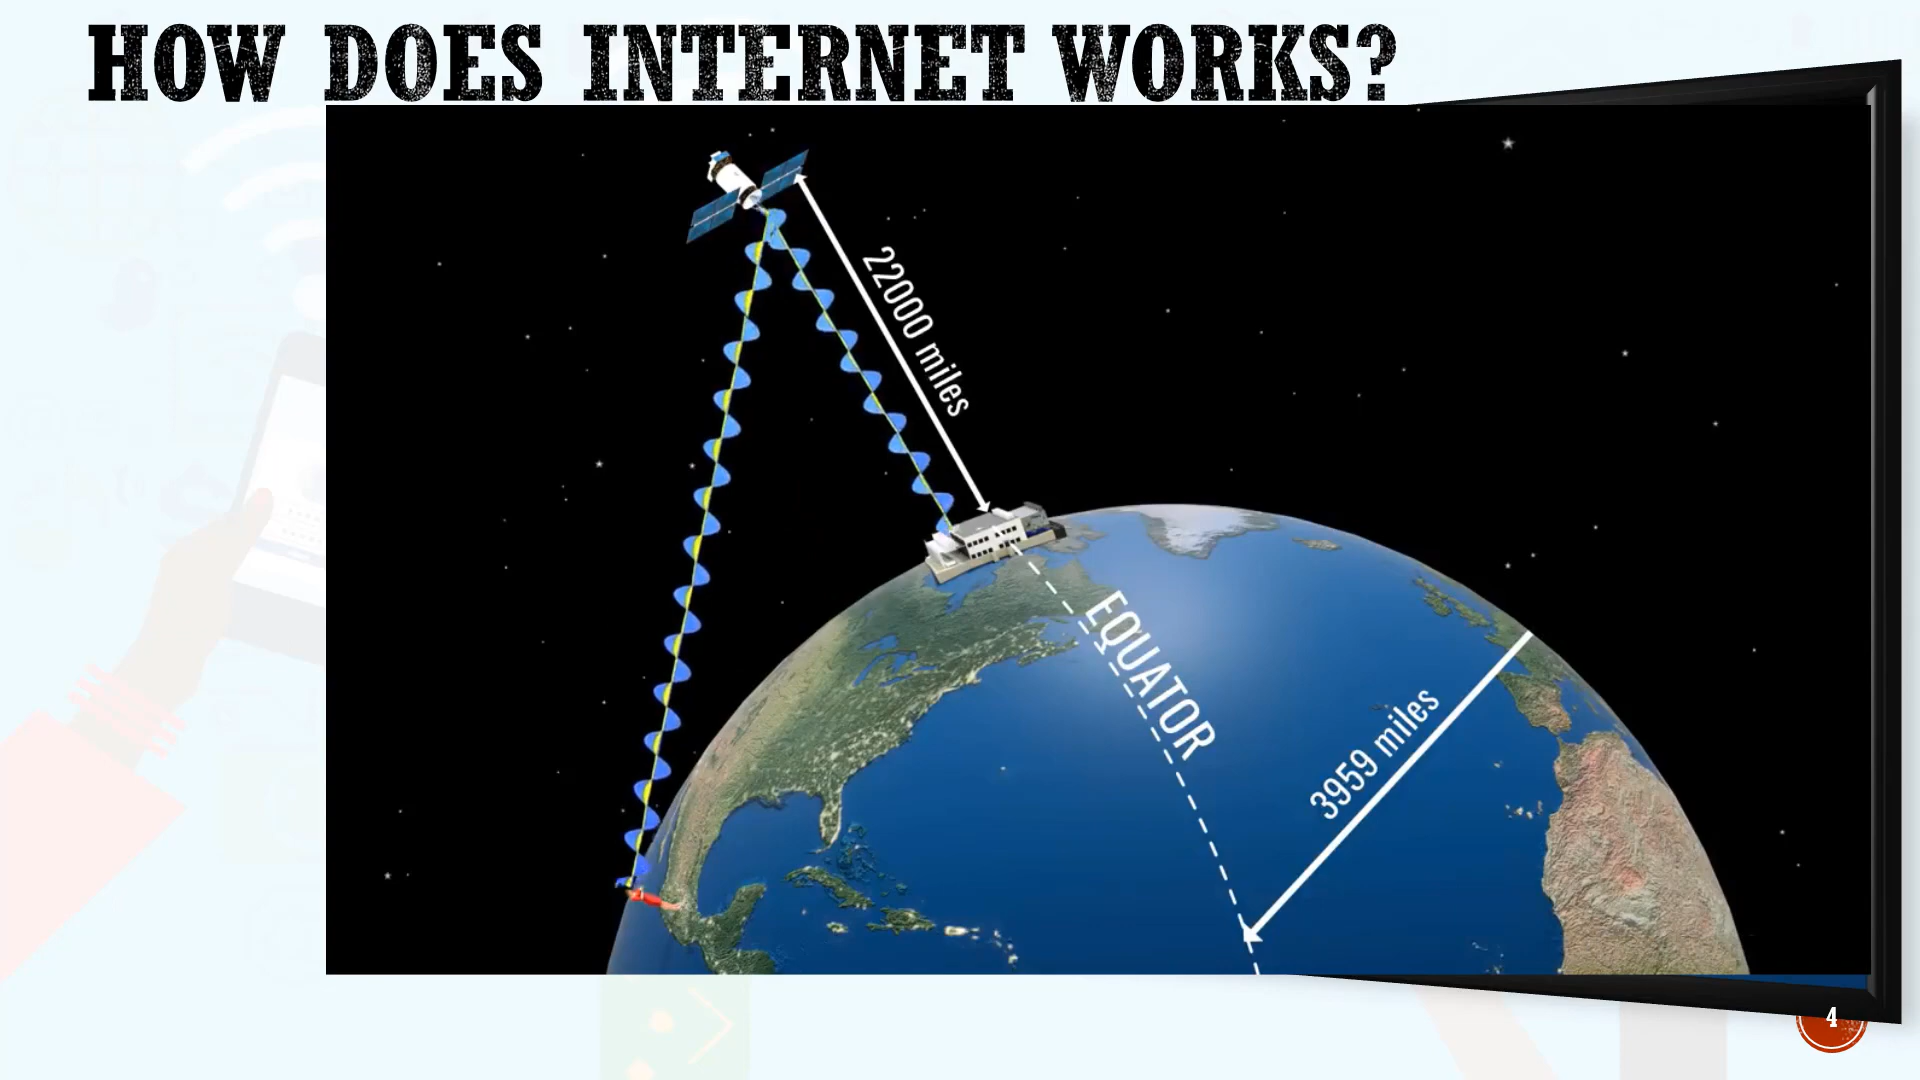 HOW DOES INTERNET WORKS?
22000 miles
EQUATOR
3959 miles
4